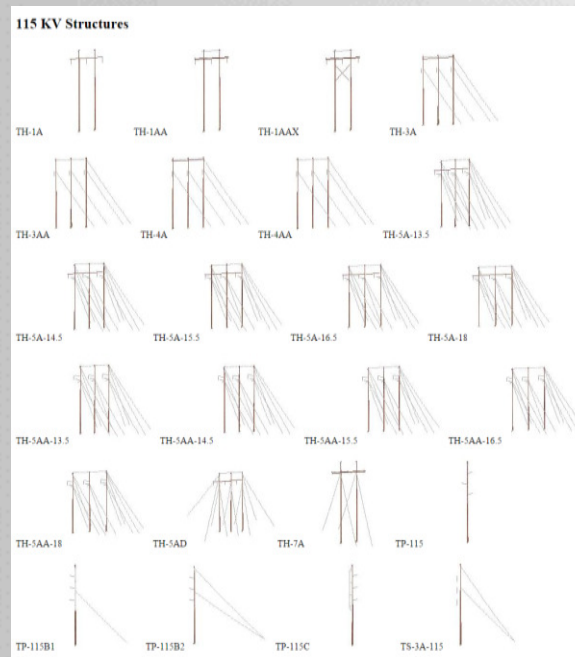 115 KV Structures
TH-1A TH-1AA TH-1AAX TH-3A
TH-3AA TH-4A TH-4AA TH-5A-13.5
TH-5A-14.5 TH-5A-15.5 TH-5A-16.5 TH-5A-18
TH-5AA-13.5 TH-5AA-14.5 TH-5AA-15.5 TH-5AA-16.5
TH-5AA-18 TH-5AD TH-7A TP-115
TP-115B1 TP-115B2 TP-115C TS-3A-115